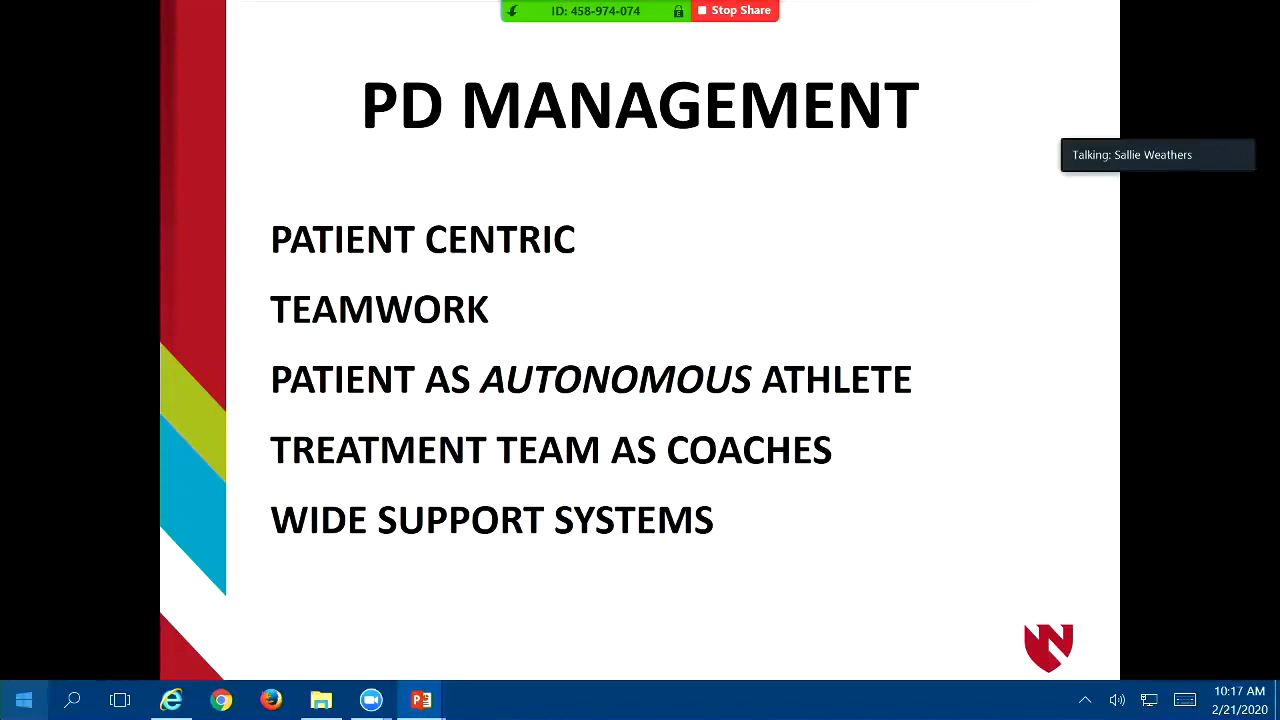 ID: 458-974-074
Stop Share
PD MANAGEMENT
Talking: Sallie Weathers
PATIENT CENTRIC
TEAMWORK
PATIENT AS AUTONOMOUS ATHLETE
TREATMENT TEAM AS COACHES
WIDE SUPPORT SYSTEMS
10:17 AM
2/21/2020